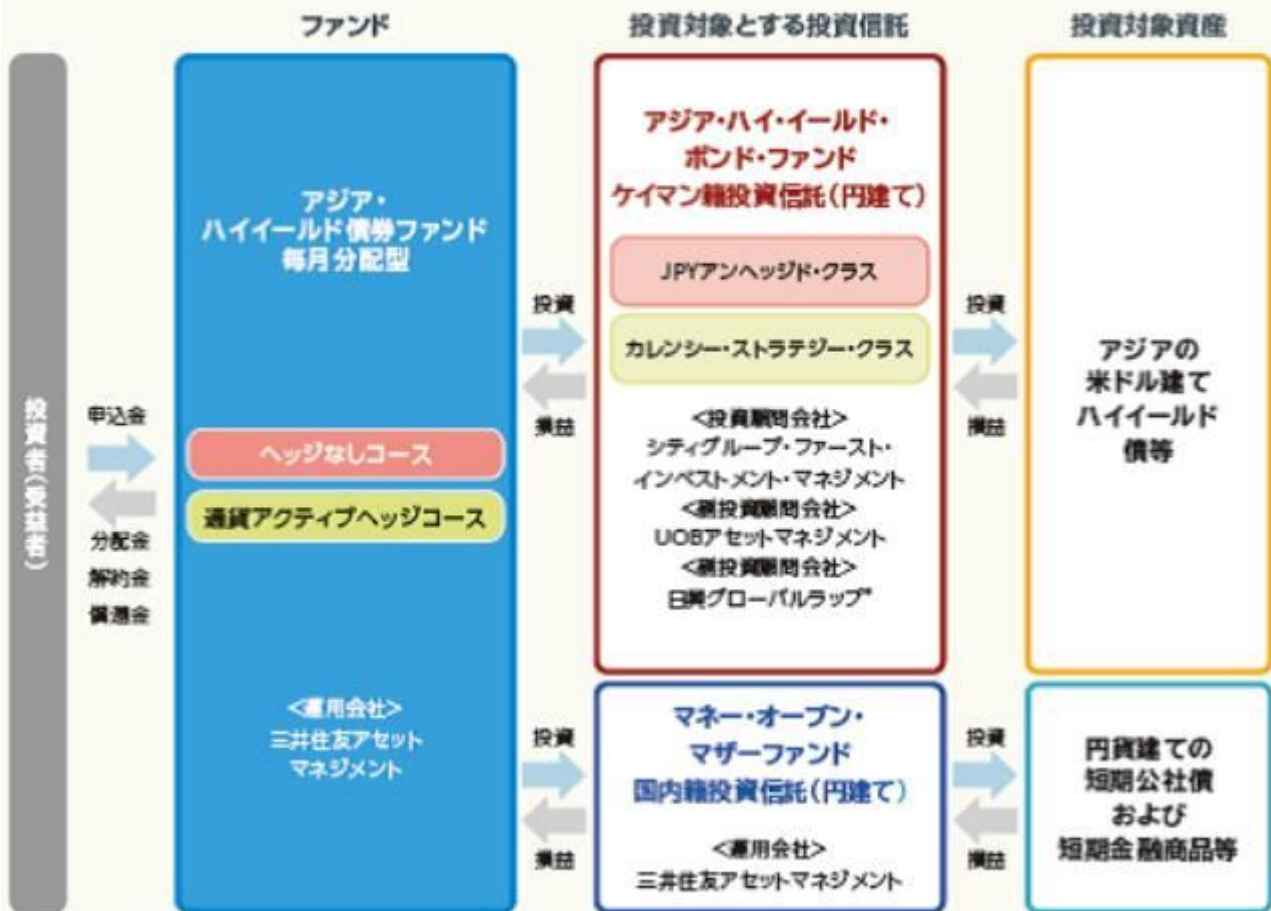 ファンド
投資対象とする投資信託
投資対象資産
投資者(受益者)
申込金
分配金
解約金
償還金
アジア・
ハイイールド債券ファンド
毎月分配型
ヘッジなしコース
通貨アクティブヘッジコース
<運用会社>
三井住友アセット
マネジメント
投資
損益
投資
損益
アジア・ハイ・イールド・
ボンド・ファンド
ケイマン籍投資信託(円建て)
JPYアンヘッジド・クラス
カレンシー・ストラテジー・クラス
<投資顧問会社>
シティグループ・ファースト・
インベストメント・マネジメント
<副投資顧問会社>
UOBアセットマネジメント
<副投資顧問会社>
日興グローバルラップ*
マネー・オープン・
マザーファンド
国内籍投資信託(円建て)
<運用会社>
三井住友アセットマネジメント
投資
損益
投資
損益
アジアの
米ドル建て
ハイイールド
債等
円貨建ての
短期公社債
および
短期金融商品等